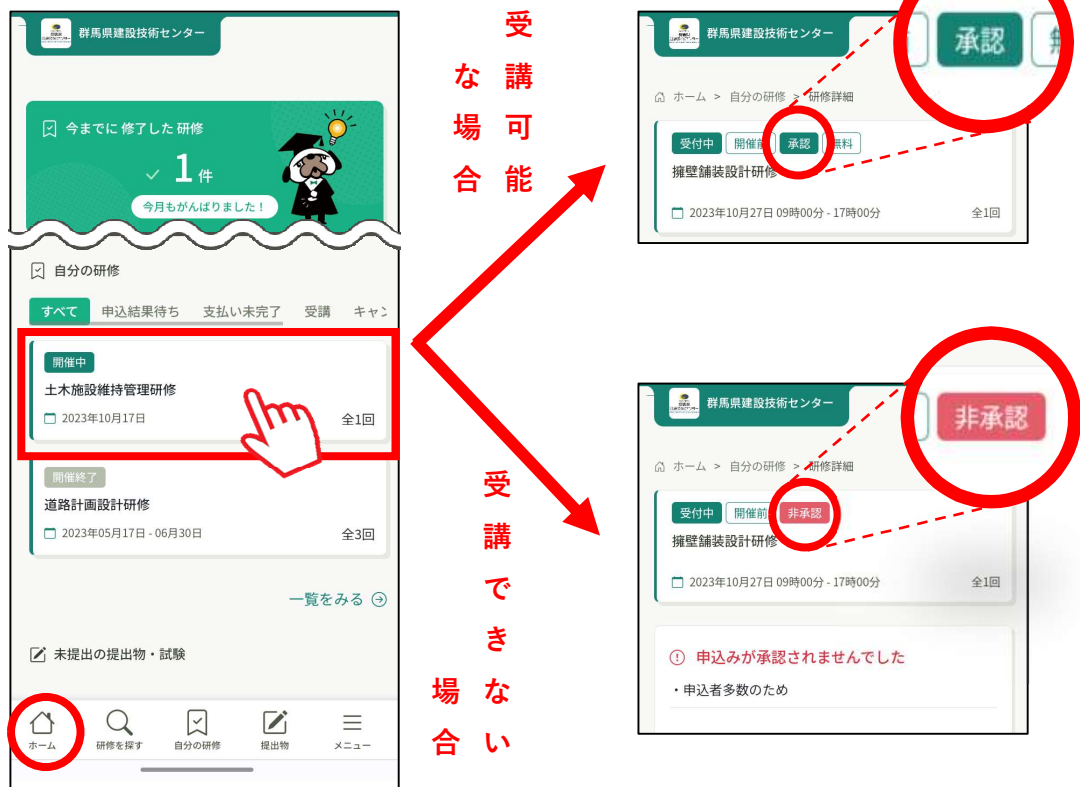 群馬県建設技術センター
今までに修了した研修
1件
今月もがんばりました！
自分の研修
すべて 申込結果待ち 支払い未完了 受講 キャン
開催中
土木施設維持管理研修
2023年10月17日 全1回
開催終了
道路計画設計研修
2023年05月17日 - 06月30日 全3回
一覧をみる
未提出の提出物・試験
ホーム 研修を探す 自分の研修 提出物 メニュー
受講可能
な場合
群馬県建設技術センター
承認
ホーム > 自分の研修 > 研修詳細
受付中 開催前 承認 無料
擁壁舗装設計研修
2023年10月27日 09時00分 - 17時00分 全1回
受講できない
場合
群馬県建設技術センター
非承認
ホーム > 自分の研修 > 研修詳細
受付中 開催前 非承認
擁壁舗装設計研修
2023年10月27日 09時00分 - 17時00分 全1回
申込みが承認されませんでした
・申込者多数のため